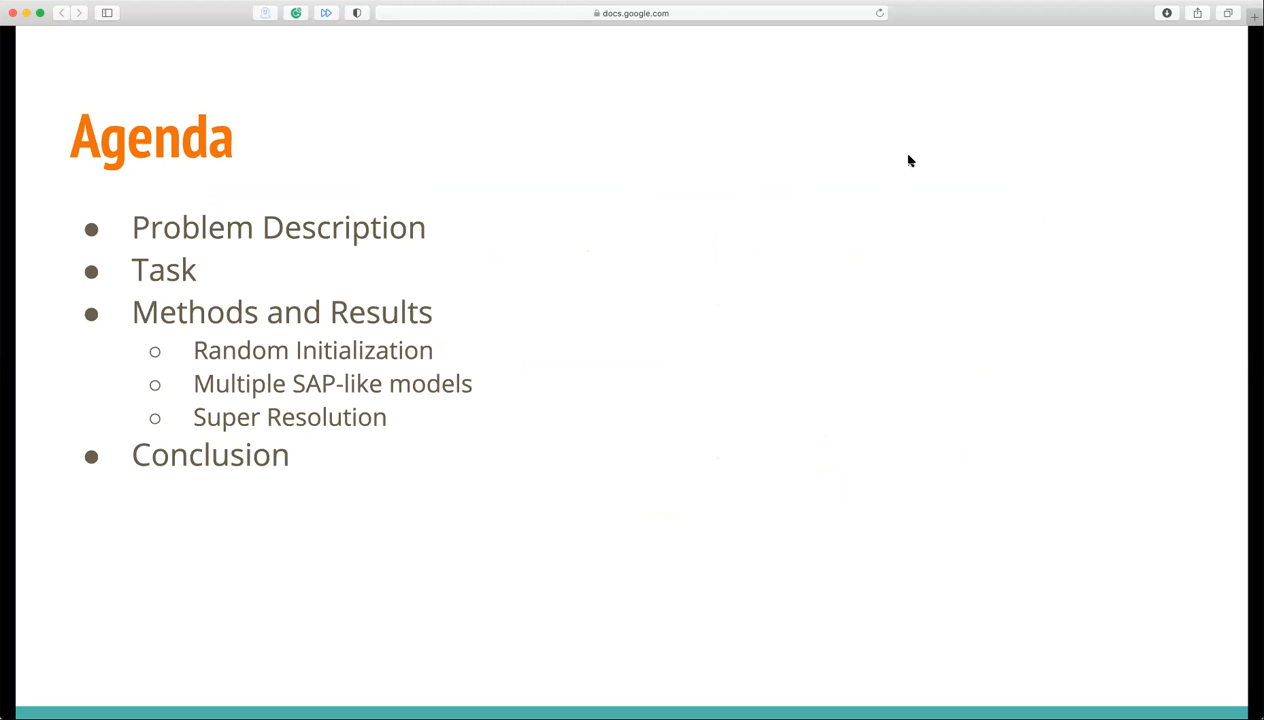 docs.google.com
Agenda
● Problem Description
● Task
● Methods and Results
○ Random Initialization
○ Multiple SAP-like models
○ Super Resolution
● Conclusion